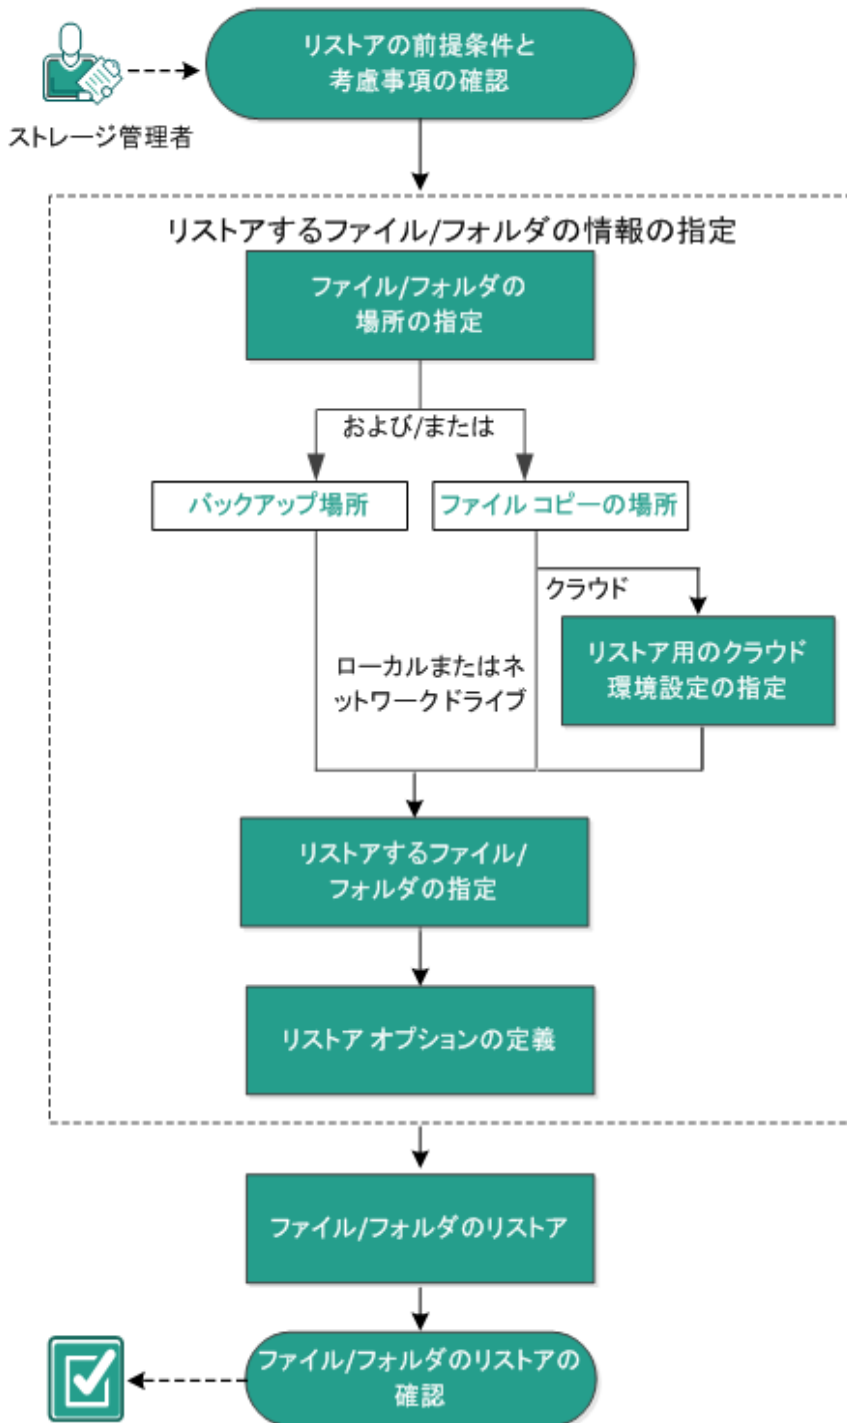 リストアの前提条件と
考慮事項の確認
ストレージ管理者
リストアするファイル/フォルダの情報の指定
ファイル/フォルダの
場所の指定
および/または
バックアップ場所
ファイル コピーの場所
クラウド
リストア用のクラウド
環境設定の指定
ローカルまたはネ
ットワークドライブ
リストアするファイル/
フォルダの指定
リストア オプションの定義
ファイル/フォルダのリストア
ファイル/フォルダのリストアの
確認